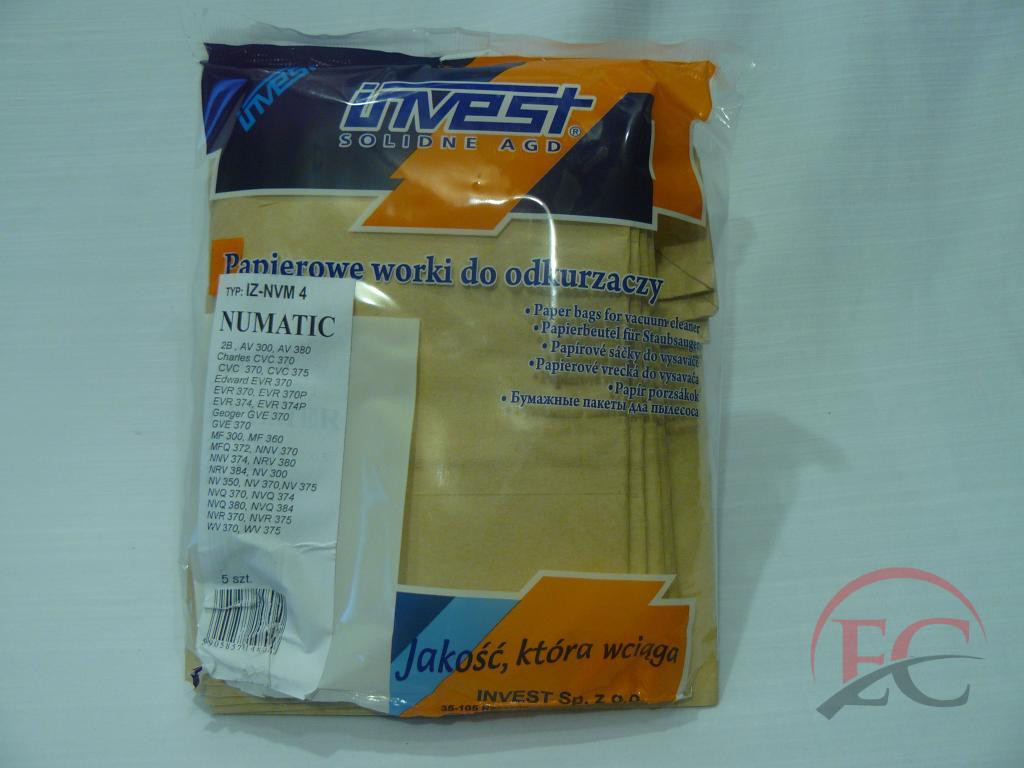 invest
invest®
SOLIDNE AGD
Papierowe worki do odkurzaczy
• Paper bags for vacuum cleaner
• Papierbeutel für Staubsauger
• Papírové sáčky do vysavače
• Papierové vrecká do vysavača
• Papír porzsákok
• Бумажные пакеты для пылесоса
TYP: IZ-NVM 4
NUMATIC
2B , AV 300, AV 380
Charles CVC 370
CVC 370, CVC 375
Edward EVR 370
EVR 370, EVR 370P
EVR 374, EVR 374P
Geoger GVE 370
GVE 370
MF 300, MF 360
MFQ 372, NNV 370
NNV 374, NRV 380
NRV 384, NV 300
NV 350, NV 370,NV 375
NVQ 370, NVQ 374
NVQ 380, NVQ 384
NVR 370, NVR 375
WV 370, WV 375
5 szt.
Jakość, która wciąga
INVEST Sp. z o.o.
35-105
EC